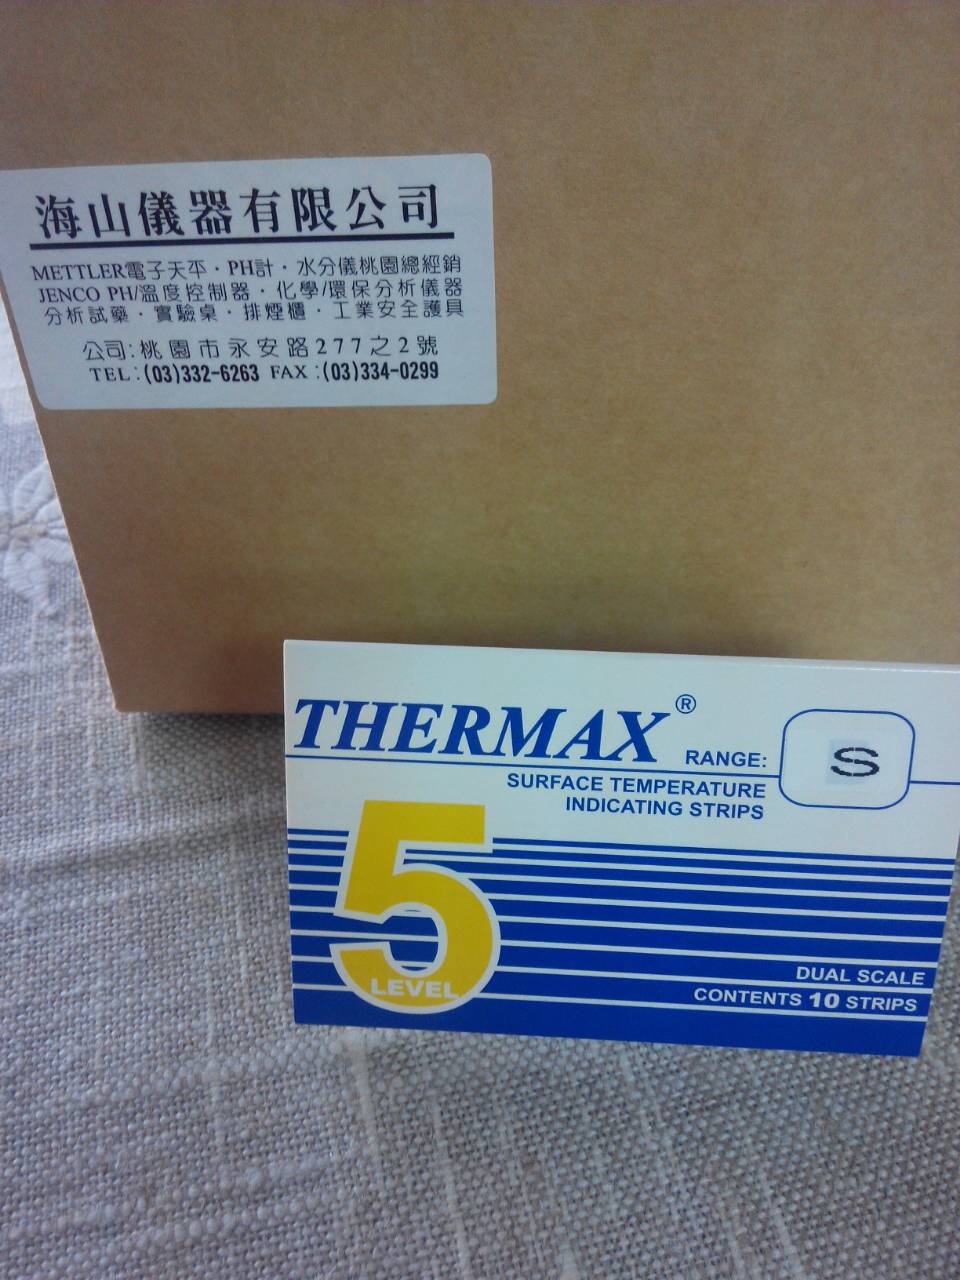 海山儀器有限公司
METTLER電子天平·PH計·水分儀桃園總經銷
JENCO PH/溫度控制器·化學/環保分析儀器
分析試藥·實驗桌·排煙櫃·工業安全護具
公司:桃園市永安路277之2號
TEL:(03)332-6263 FAX:(03)334-0299
THERMAX®
RANGE: S
SURFACE TEMPERATURE
INDICATING STRIPS
5
LEVEL
DUAL SCALE
CONTENTS 10 STRIPS